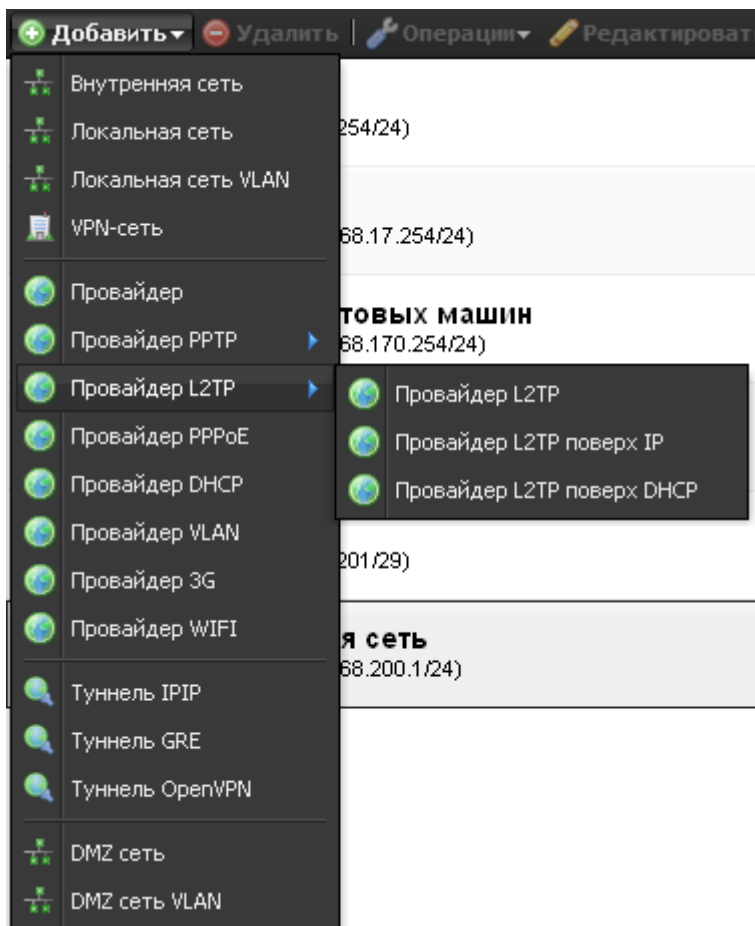 Добавить Удалить Операции Редактироват
Внутренняя сеть
Локальная сеть
254/24)
Локальная сеть VLAN
VPN-сеть
68.17.254/24)
Провайдер
товых машин
Провайдер PPTP
68.170.254/24)
Провайдер L2TP
Провайдер L2TP
Провайдер L2TP поверх IP
Провайдер L2TP поверх DHCP
Провайдер PPPoE
Провайдер DHCP
Провайдер VLAN
201/29)
Провайдер 3G
Провайдер WIFI
я сеть
68.200.1/24)
Туннель IPIP
Туннель GRE
Туннель OpenVPN
DMZ сеть
DMZ сеть VLAN